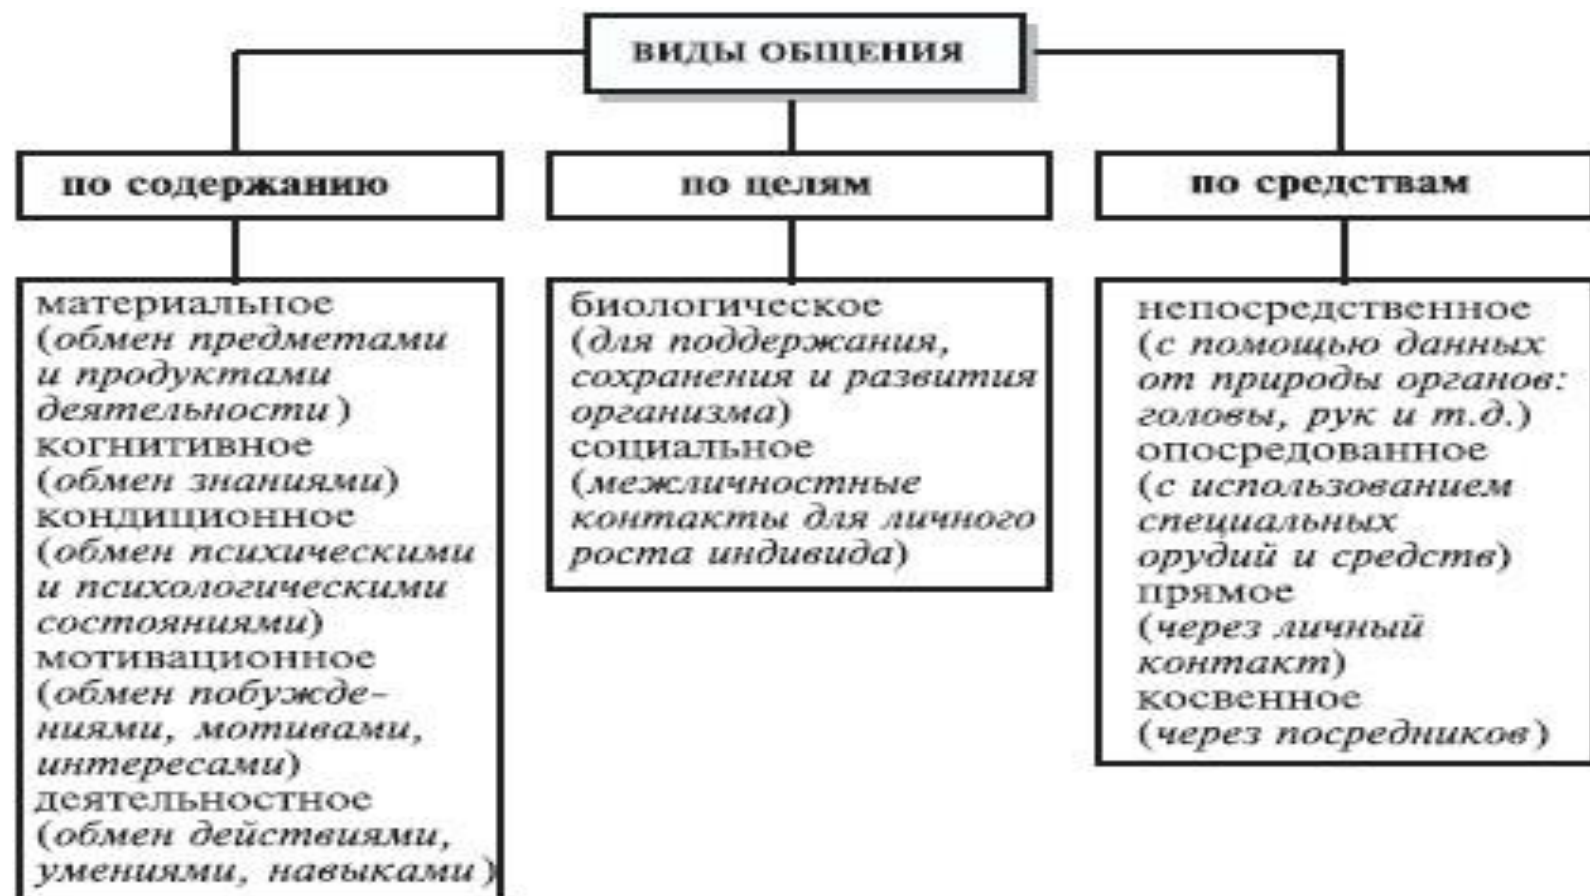 ВИДЫ ОБЩЕНИЯ
по содержанию
по целям
по средствам
материальное
(обмен предметами
и продуктами
деятельности)
когнитивное
(обмен знаниями)
кондиционное
(обмен психическими
и психологическими
состояниями)
мотивационное
(обмен побужде-
ниями, мотивами,
интересами)
деятельностное
(обмен действиями,
умениями, навыками)
биологическое
(для поддержания,
сохранения и развития
организма)
социальное
(межличностные
контакты для личного
роста индивида)
непосредственное
(с помощью данных
от природы органов:
головы, рук и т.д.)
опосредованное
(с использованием
специальных
орудий и средств)
прямое
(через личный
контакт)
косвенное
(через посредников)